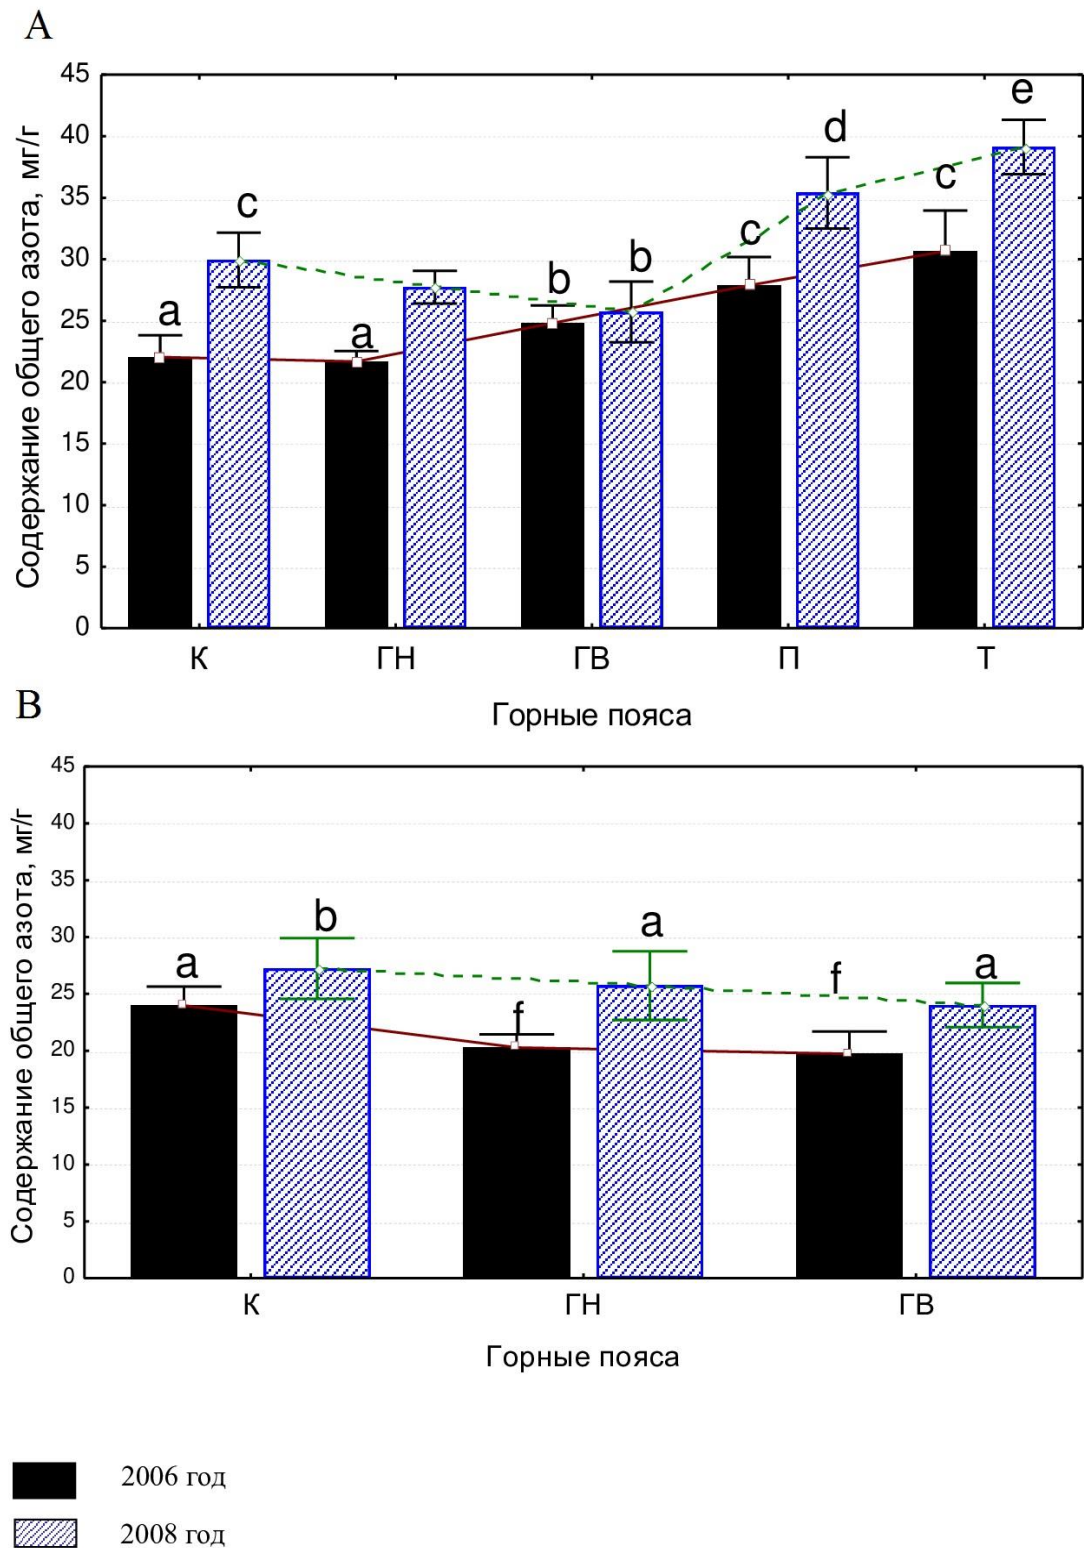 A
Содержание общего азота, мг/г
45
40
35
30
25
20
15
10
5
0
a
c
a
b
b
c
d
c
e
К ГН ГВ П Т
Горные пояса
B
Содержание общего азота, мг/г
45
40
35
30
25
20
15
10
5
0
a
b
f
a
f
a
К ГН ГВ
Горные пояса
2006 год
2008 год